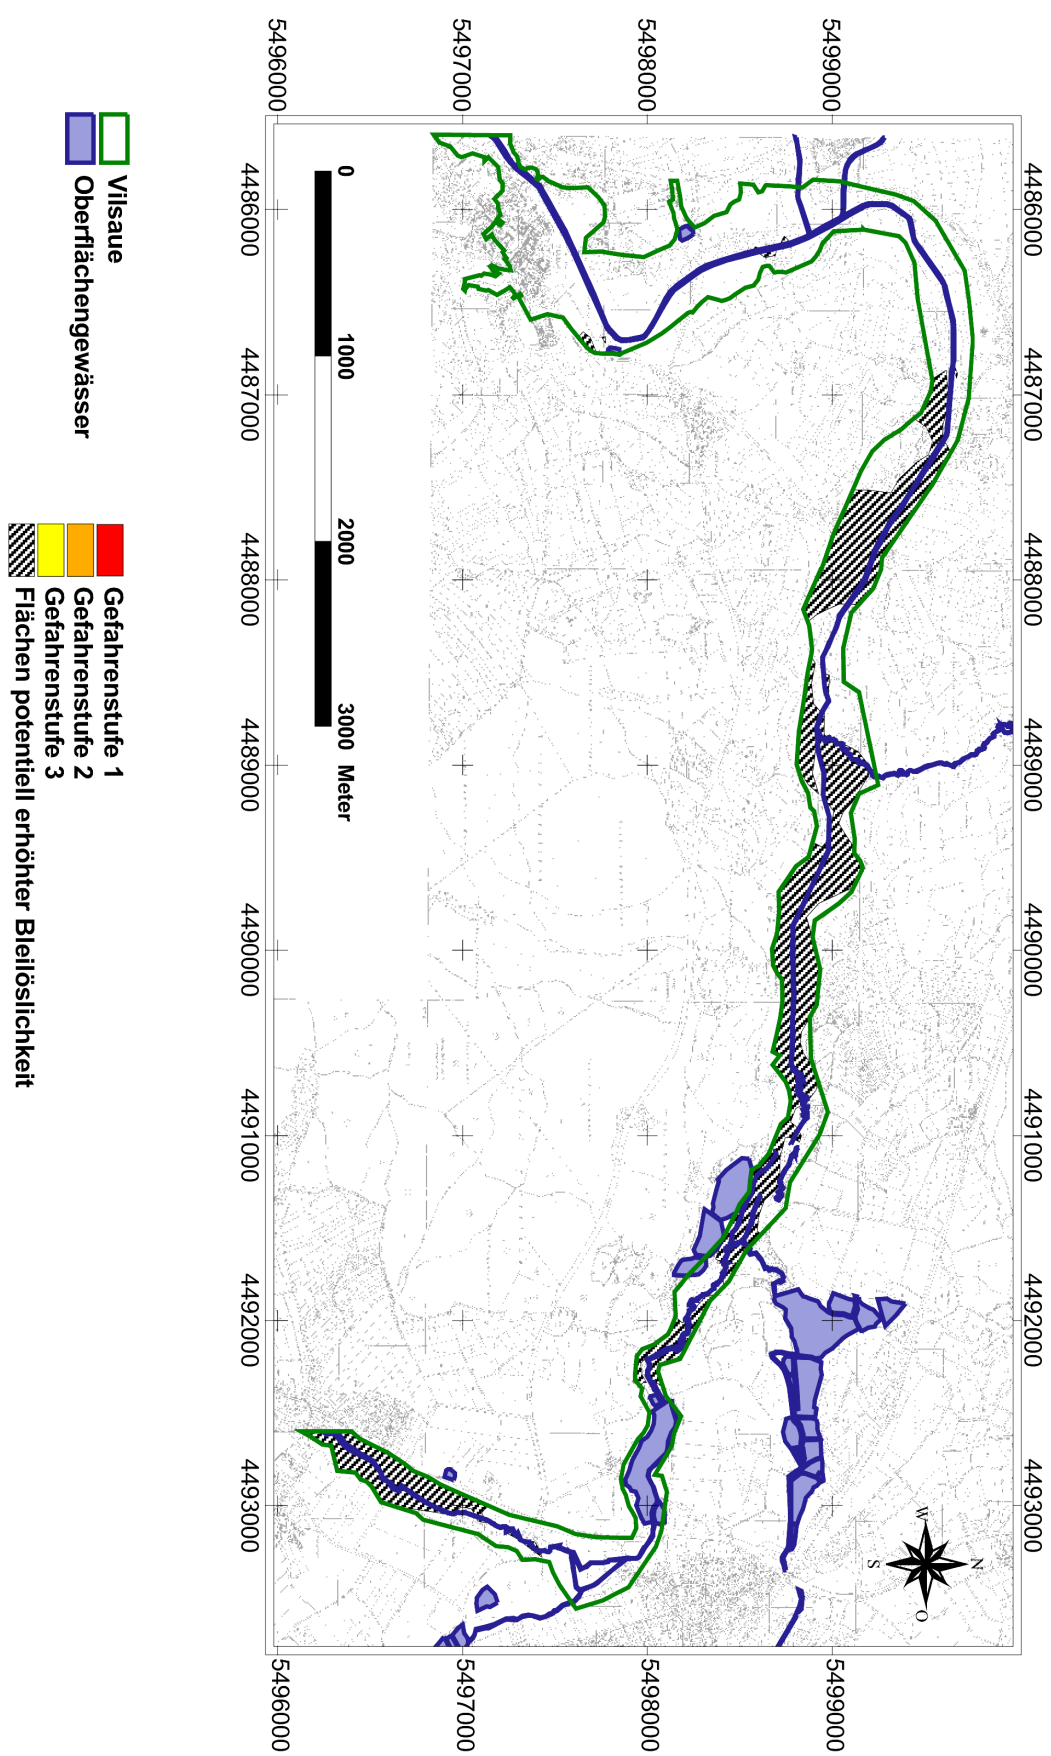 4486000 4487000 4488000 4489000 4490000 4491000 4492000 4493000
5499000
5498000
5497000
5496000
5499000
5498000
5497000
5496000
N
W
O
S
0 1000 2000 3000 Meter
4486000 4487000 4488000 4489000 4490000 4491000 4492000 4493000
Vilsaue
Oberflächengewässer
Gefahrenstufe 1
Gefahrenstufe 2
Gefahrenstufe 3
Flächen potentiell erhöhter Bleilöslichkeit